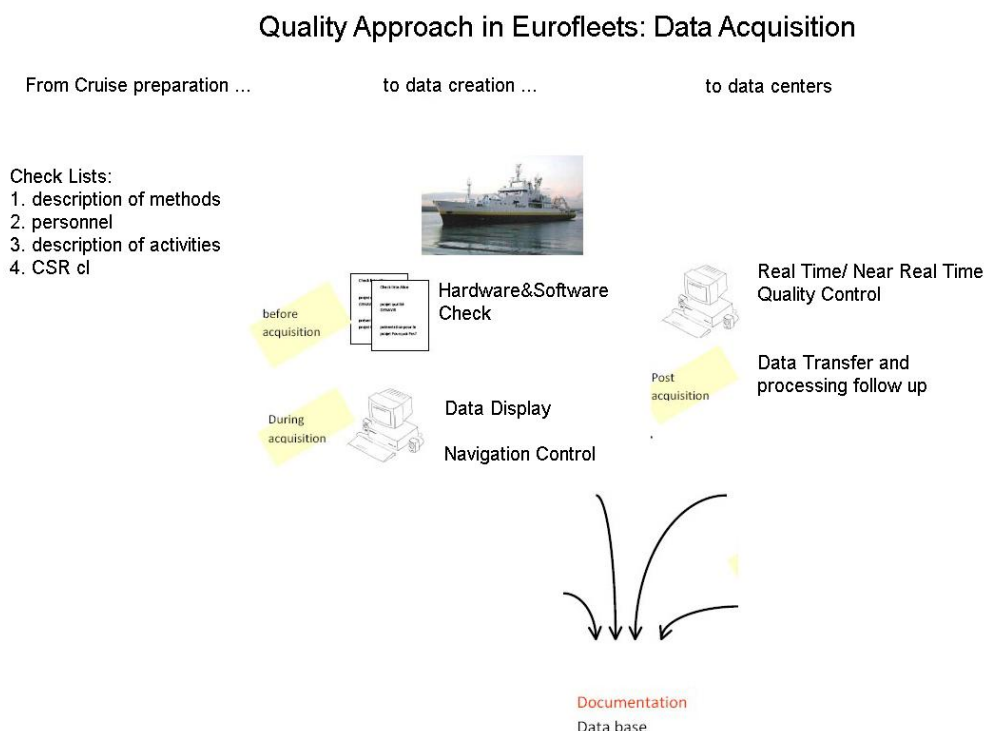 Quality Approach in Eurofleets: Data Acquisition
From Cruise preparation ...
to data creation ...
to data centers
Check Lists:
1. description of methods
2. personnel
3. description of activities
4. CSR cl
before
acquisition
Hardware&Software
Check
Real Time/ Near Real Time
Quality Control
During
acquisition
Data Display
Navigation Control
Post
acquisition
Data Transfer and
processing follow up
Documentation
Data base